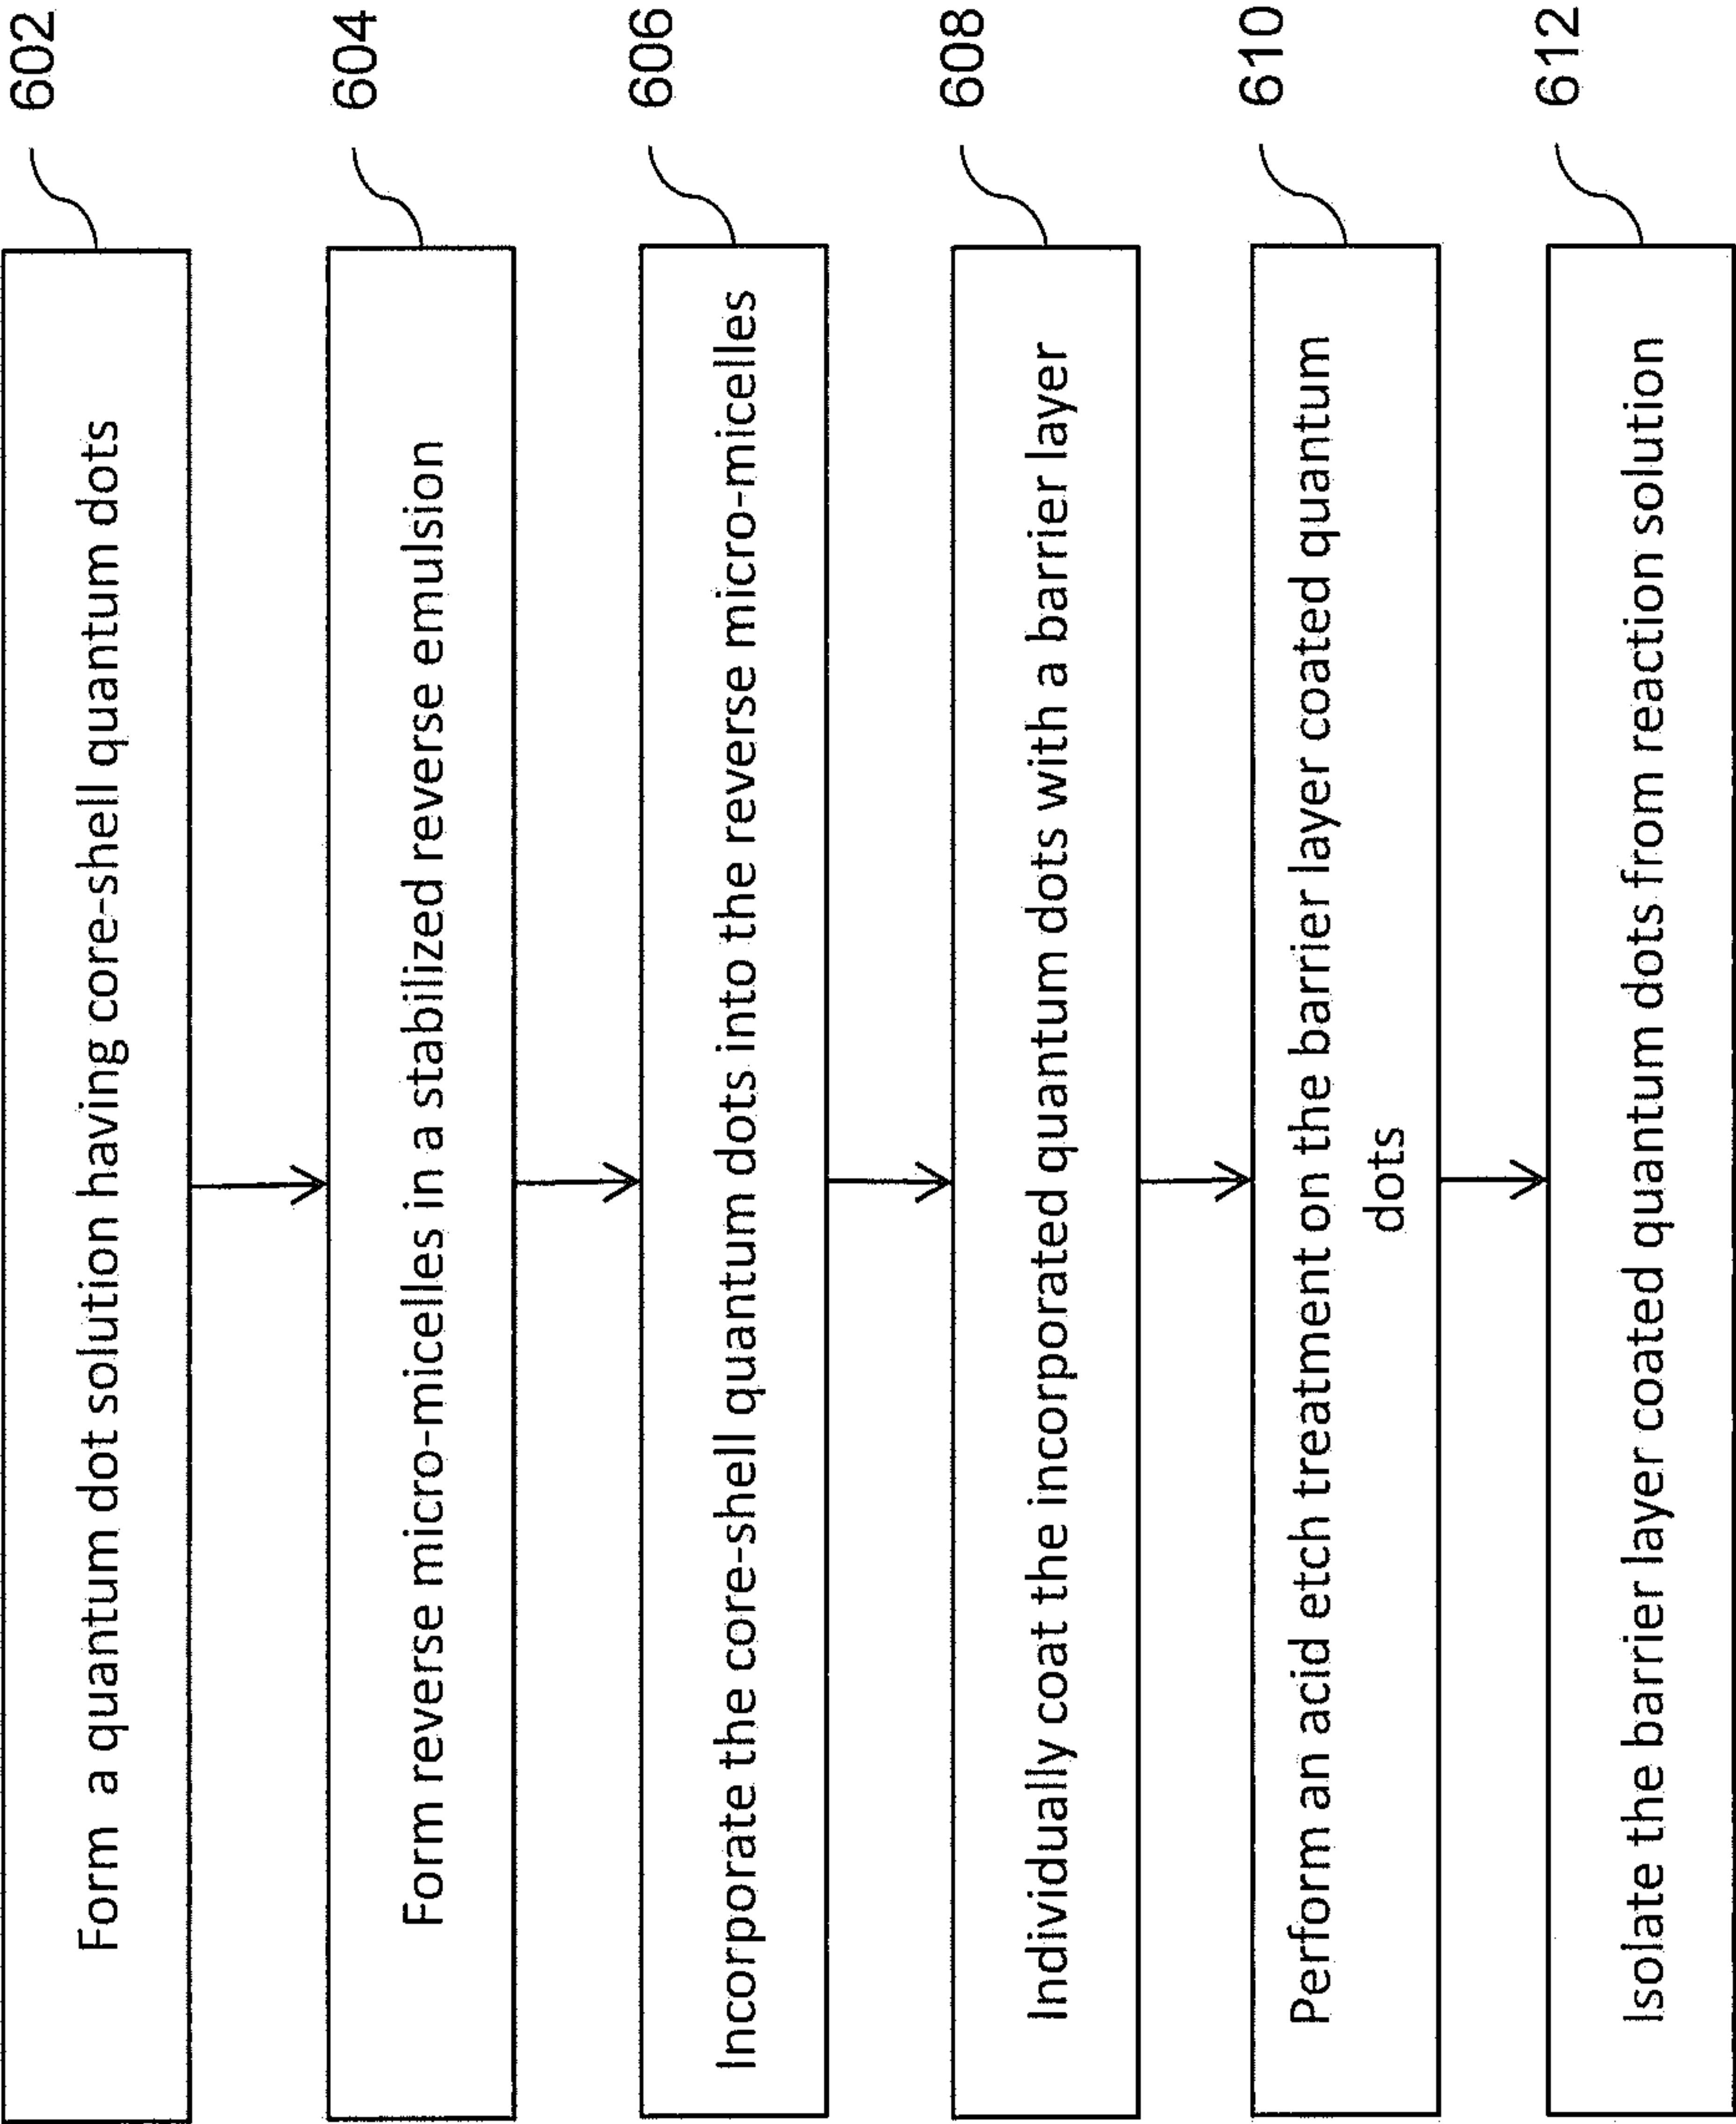 Form a quantum dot solution having core-shell quantum dots
602
Form reverse micro-micelles in a stabilized reverse emulsion
604
Incorporate the core-shell quantum dots into the reverse micro-micelles
606
Individually coat the incorporated quantum dots with a barrier layer
608
Perform an acid etch treatment on the barrier layer coated quantum
dots
610
Isolate the barrier layer coated quantum dots from reaction solution
612